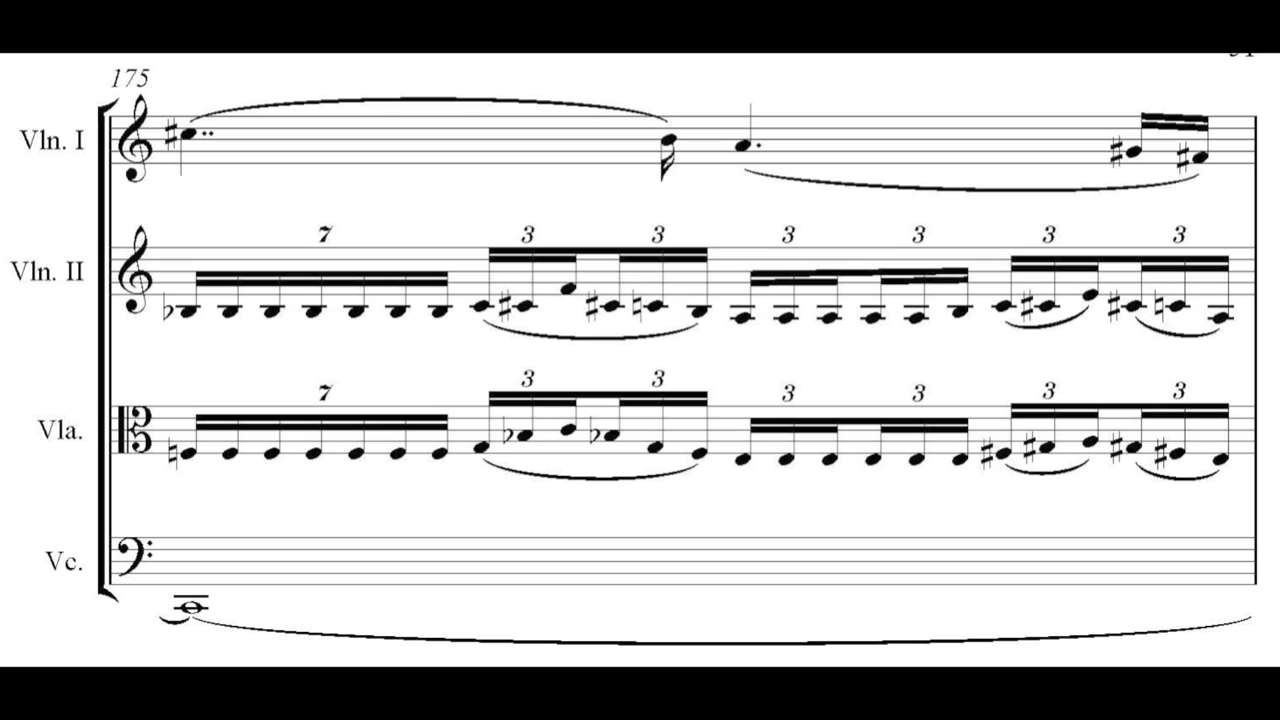 175
Vln. I
7 3 3 3 3 3 3
Vln. II
7 3 3 3 3 3 3
Vla.
Vc.